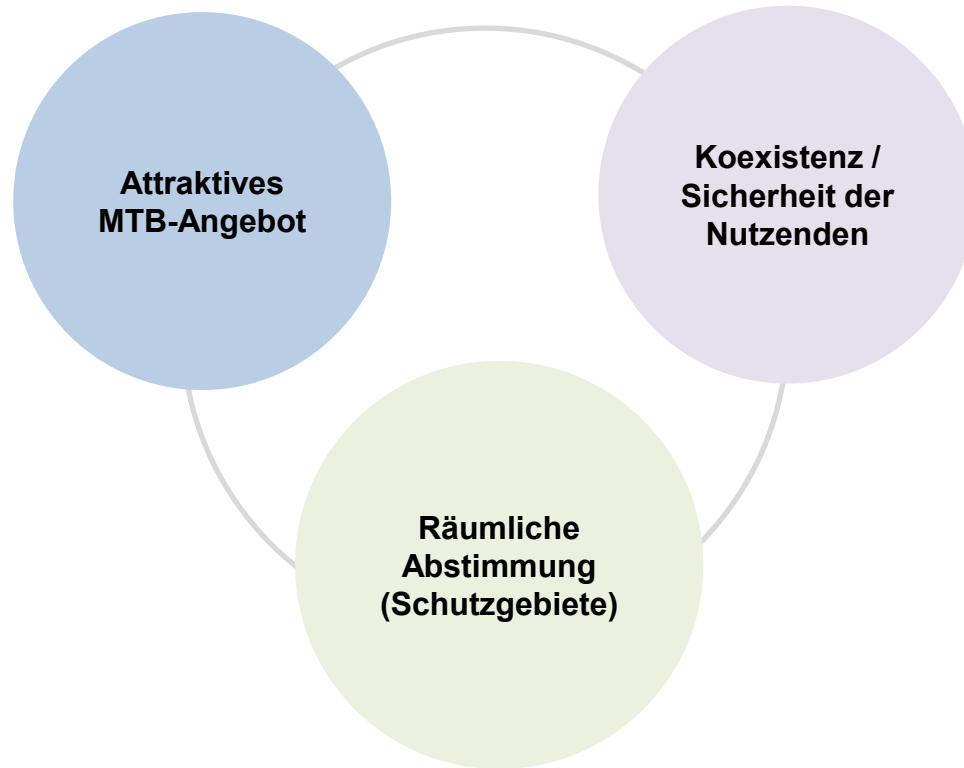 Attraktives
MTB-Angebot
Koexistenz /
Sicherheit der
Nutzenden
Räumliche
Abstimmung
(Schutzgebiete)